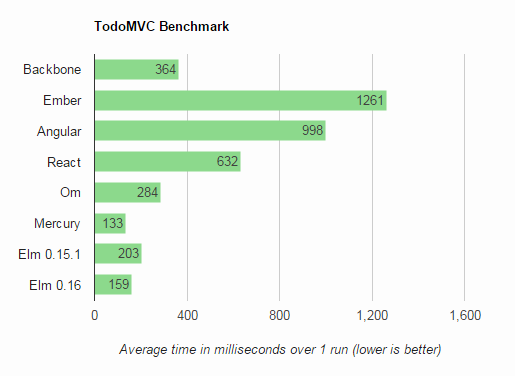 TodoMVC Benchmark
Backbone 364
Ember 1261
Angular 998
React 632
Om 284
Mercury 133
Elm 0.15.1 203
Elm 0.16 159
0 400 800 1,200 1,600
Average time in milliseconds over 1 run (lower is better)